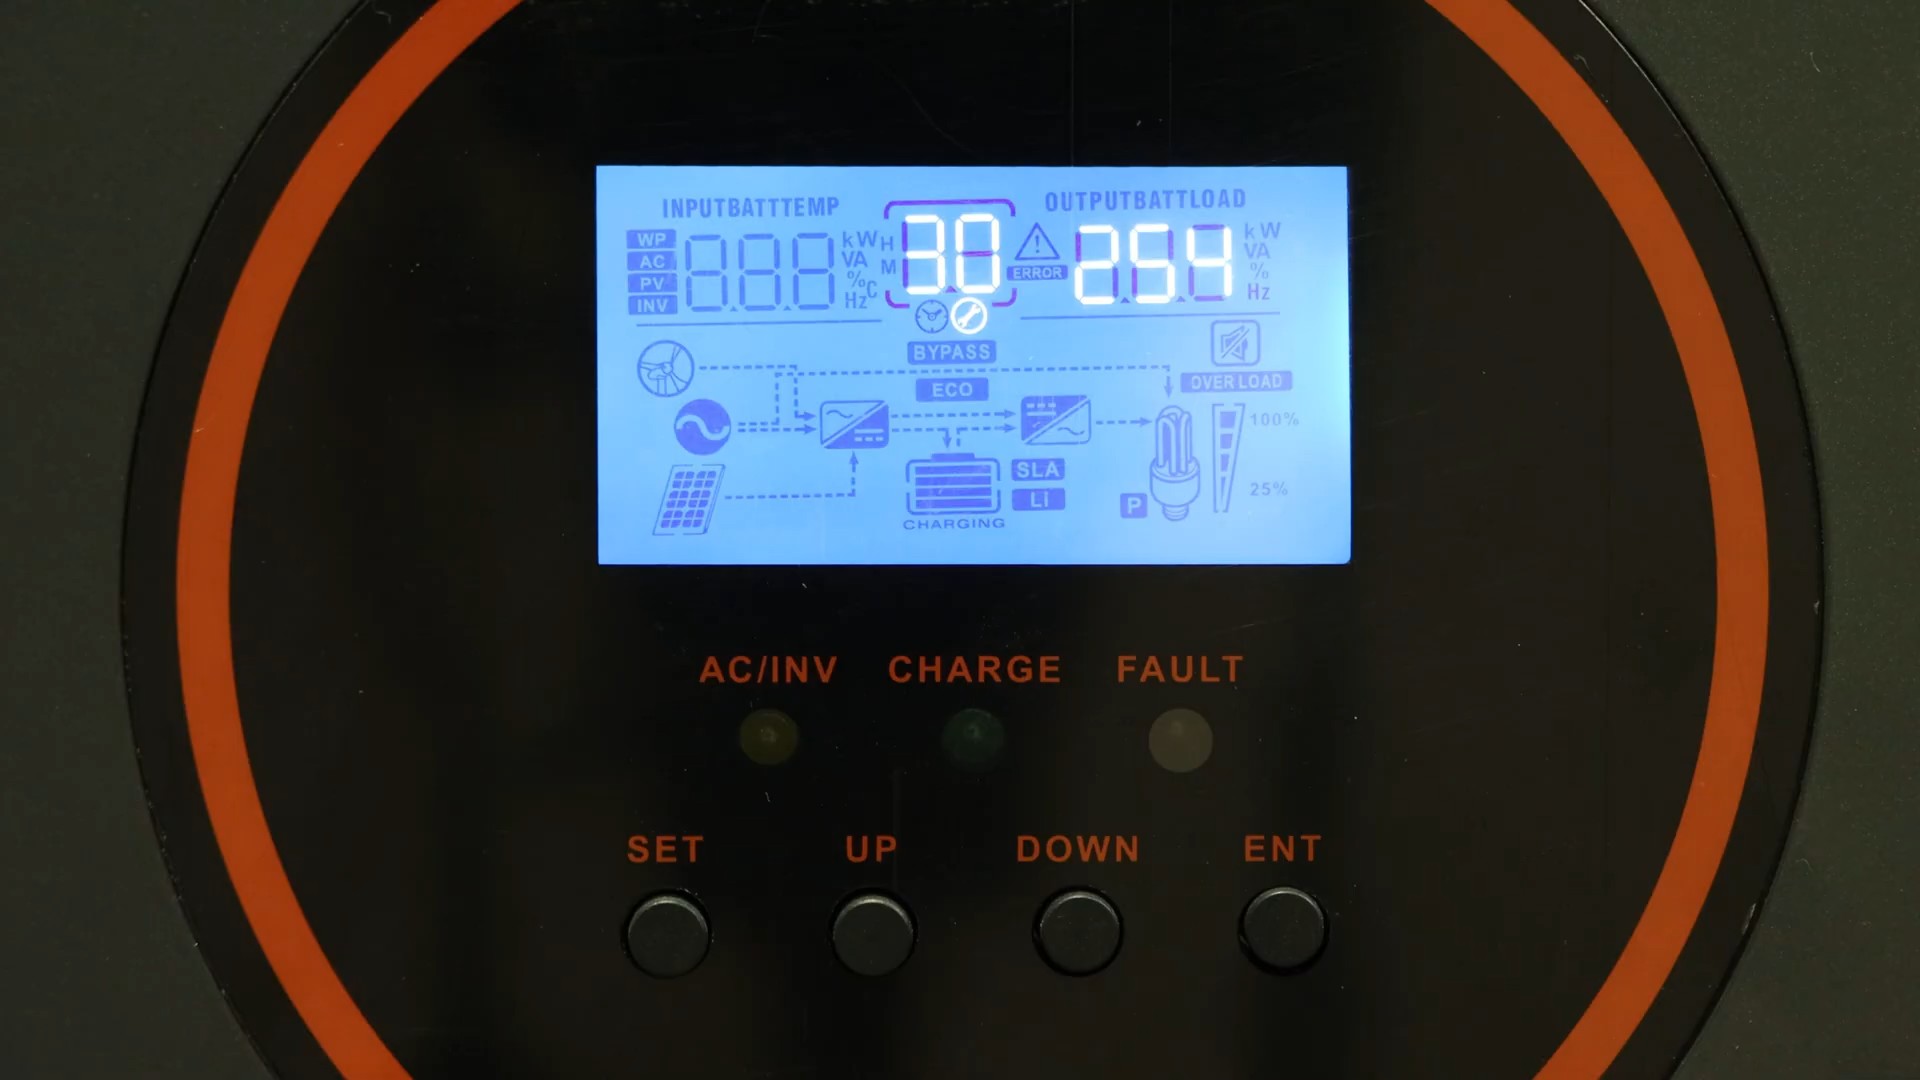 INPUTBATTTEMP
OUTPUTBATTLOAD
WP
AC
PV
INV
888
kW
VA
%°C
Hz
H
M
30
ERROR
254
kW
VA
%
Hz
BYPASS
ECO
OVER LOAD
100%
25%
SLA
Li
P
CHARGING
AC/INV CHARGE FAULT
SET UP DOWN ENT